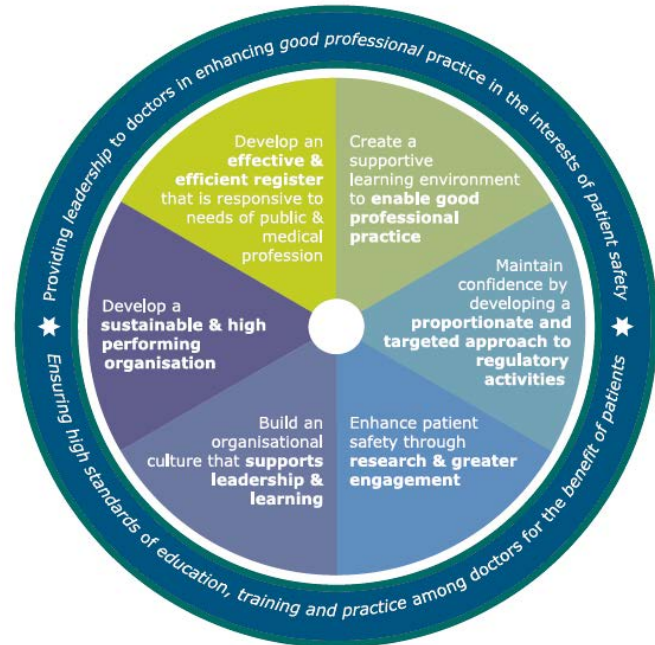 Providing leadership to doctors in enhancing good professional practice in the interests of patient safety
Develop an
effective &
efficient register
that is responsive to
needs of public &
medical
profession
Create a
supportive
learning environment
to enable good
professional
practice
Maintain
confidence by
developing a
proportionate and
targeted approach to
regulatory
activities
Enhance patient
safety through
research & greater
engagement
Build an
organisational
culture that supports
leadership &
learning
Develop a
sustainable & high
performing
organisation
Ensuring high standards of education, training and practice among doctors for the benefit of patients